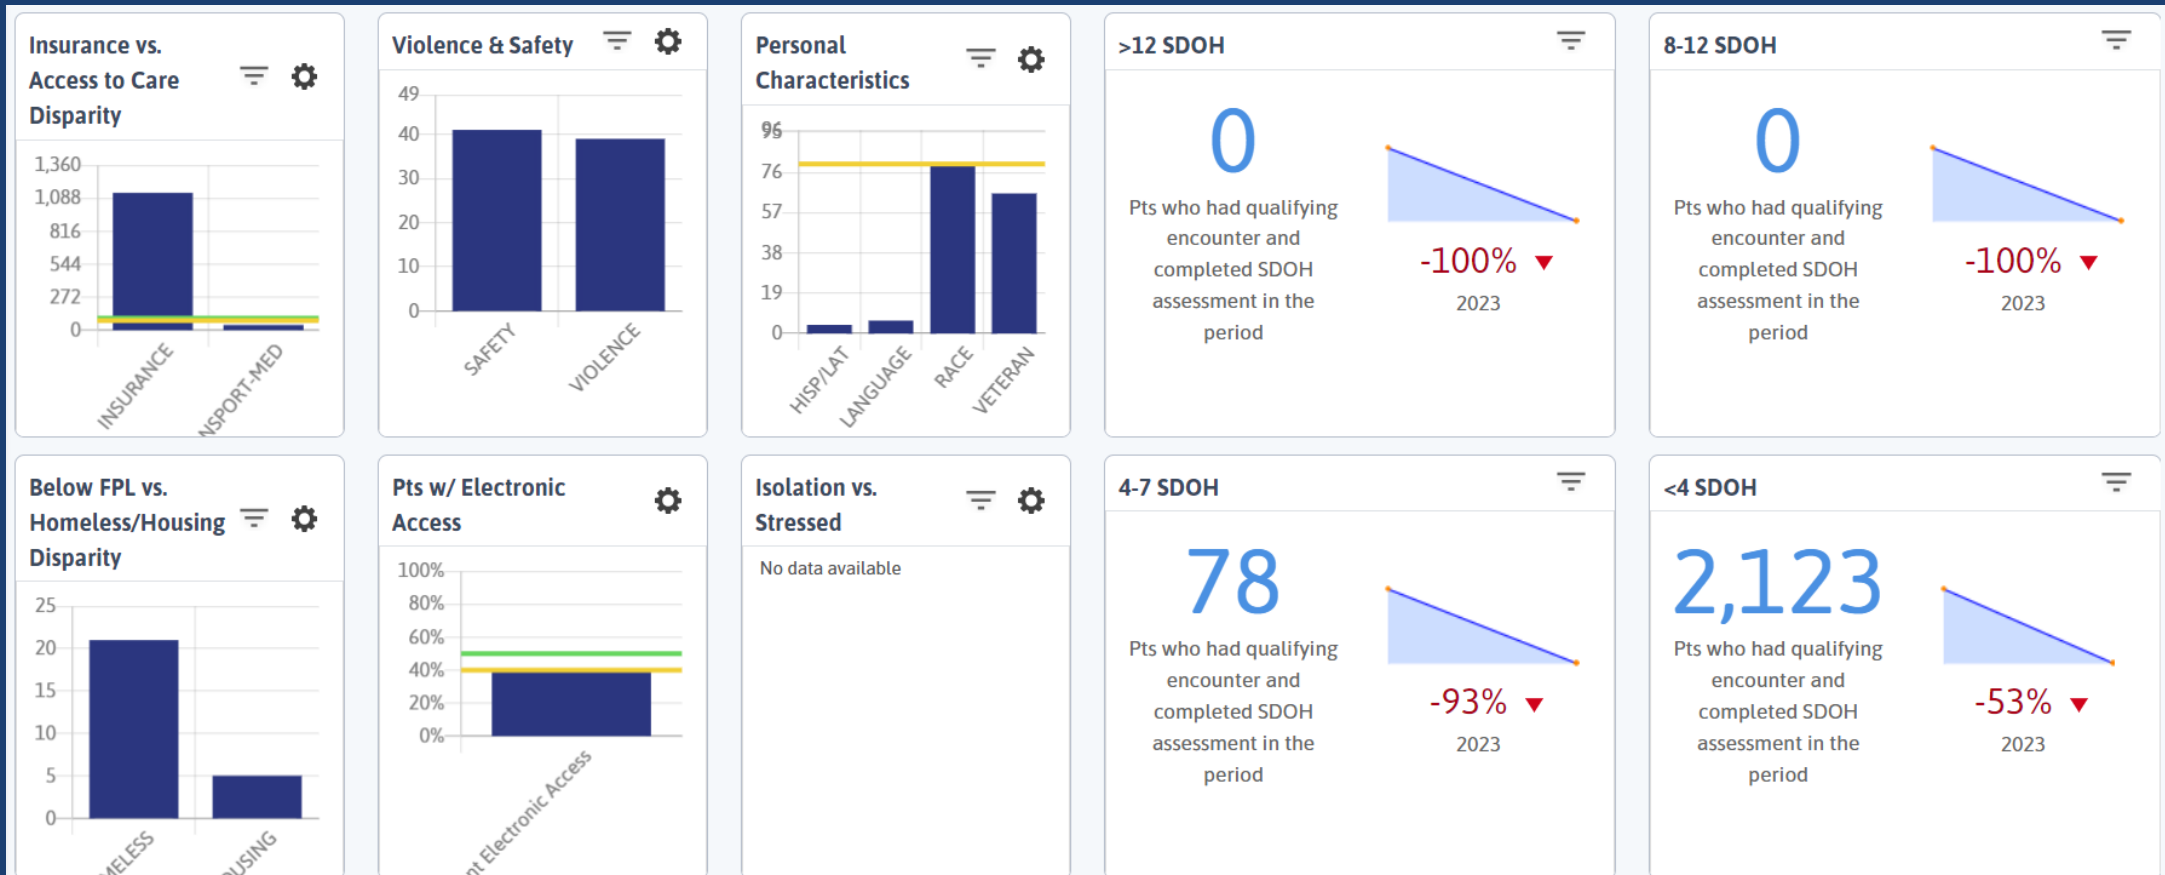 Insurance vs.
Access to Care
Disparity
1,360
1,088
816
544
272
0
INSURANCE
NSPORT-MED
Violence & Safety
49
40
30
20
10
0
SAFETY
VIOLENCE
Personal
Characteristics
95
76
57
38
19
0
HISP/LAT
LANGUAGE
RACE
VETERAN
>12 SDOH
0
Pts who had qualifying
encounter and
completed SDOH
assessment in the
period
-100% ▼
2023
8-12 SDOH
0
Pts who had qualifying
encounter and
completed SDOH
assessment in the
period
-100% ▼
2023
Below FPL vs.
Homeless/Housing
Disparity
25
20
15
10
5
0
MELESS
OUSING
Pts w/ Electronic
Access
100%
80%
60%
40%
20%
0%
nt Electronic Access
Isolation vs.
Stressed
No data available
4-7 SDOH
78
Pts who had qualifying
encounter and
completed SDOH
assessment in the
period
-93% ▼
2023
<4 SDOH
2,123
Pts who had qualifying
encounter and
completed SDOH
assessment in the
period
-53% ▼
2023